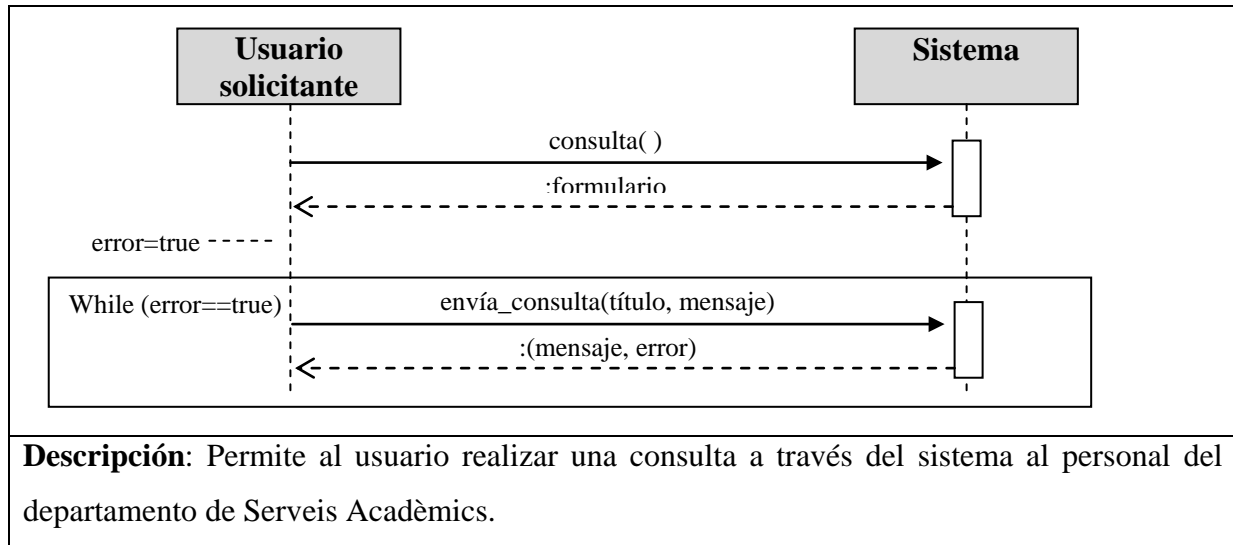 Usuario
solicitante
Sistema
consulta( )
:formulario
error=true
While (error==true)
envía_consulta(título, mensaje)
:(mensaje, error)
Descripción: Permite al usuario realizar una consulta a través del sistema al personal del
departamento de Serveis Acadèmics.